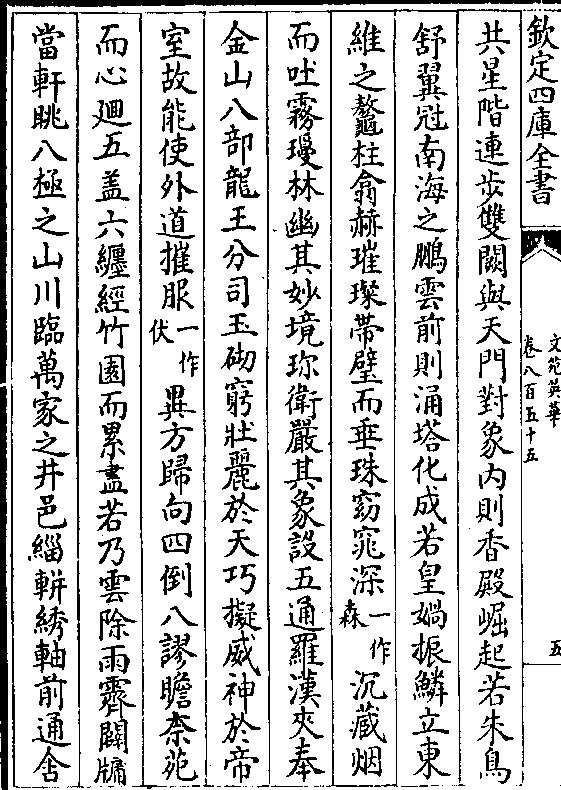 欽定四庫全書
文苑英華
卷八百五十五
五
共星階連步雙闕與天門對象内則香殿崛起若朱鳥
舒翼冠南海之鵬雲前則涌塔化成若皇媧振鱗立東
維之鼇柱翕赫璀璨帶璧而垂珠窈窕深一作森沉藏烟
而吐霧瓊林幽其妙境珍衛嚴其象設五通羅漢夾奉
金山八部龍王分司玉砌窮壯麗於天巧擬威神於帝
室故能使外道摧服一作伏異方歸向四倒八謬瞻柰苑
而心廻五盖六纏經竹園而累盡若乃雲除雨霽闢牖
當軒眺八極之山川臨萬家之井邑緇軿綉軸前通舍